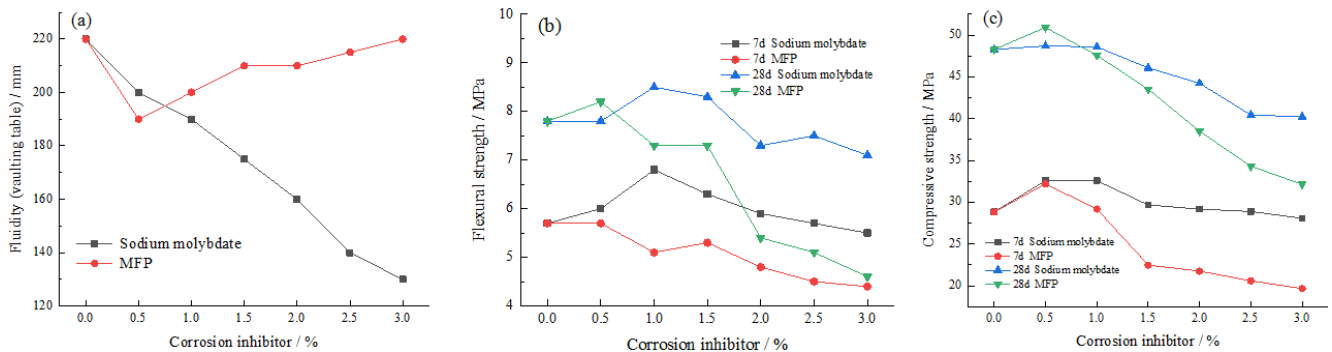 (a)
Fluidity (vaulting table) / mm
220
200
180
160
140
120
Sodium molybdate
MFP
0.0 0.5 1.0 1.5 2.0 2.5 3.0
Corrosion inhibitor / %
(b)
Flexural strength / MPa
10
9
8
7
6
5
4
7d Sodium molybdate
7d MFP
28d Sodium molybdate
28d MFP
0.0 0.5 1.0 1.5 2.0 2.5 3.0
Corrosion inhibitor / %
(c)
Compressive strength / MPa
50
45
40
35
30
25
20
7d Sodium molybdate
7d MFP
28d Sodium molybdate
28d MFP
0.0 0.5 1.0 1.5 2.0 2.5 3.0
Corrosion inhibitor / %